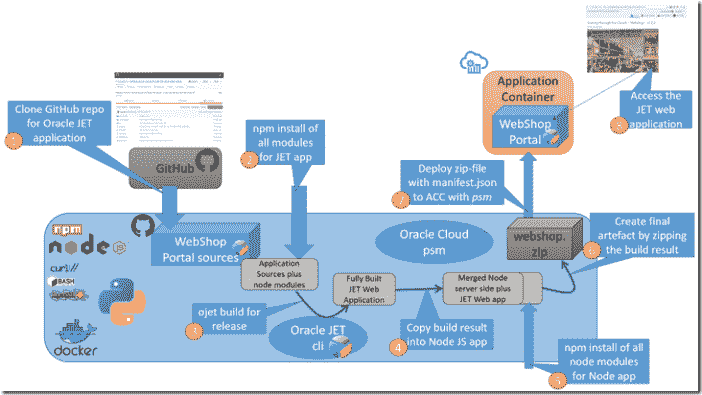 Clone GitHub repo
for Oracle JET
application
1
GitHub
npm install of
all modules
for JET app
2
Application
Container
WebShop
Portal
Access the
JET web
application
Deploy zip-file
with manifest.json
to ACC with psm
7
Create final
artefact by zipping
the build result
6
npm
node
JS
curl://
BASH
docker
WebShop
Portal sources
Oracle Cloud
psm
webshop.
zip
Application
Sources plus
node modules
Fully Built
JET Web
Application
Merged Node
server side plus
JET Web app
ojet build for
release
3
Oracle JET
cli
Copy build result
into Node JS app
4
npm install of all
node modules
for Node app
5